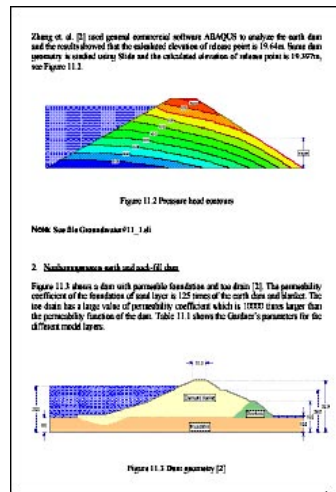 Zhang et. al. [2] used general commercial software ABAQUS to analyze the earth dam
and the results showed that the calculated elevation of release point is 19.64m. Same dam
geometry is studied using Slide and the calculated elevation of release point is 19.397m,
see Figure 11.2.
Figure 11.2 Pressure head contours
Note: See file Groundwater#11_1.sli
2. Nonhomogeneous earth and rock-fill dam
Figure 11.3 shows a dam with permeable foundation and toe drain [2]. The permeability
coefficient of the foundation of sand layer is 125 times of the earth dam and blanket. The
toe drain has a large value of permeability coefficient which is 10000 times larger than
the permeability function of the dam. Table 11.1 shows the Gardner's parameters for the
different model layers.
Foundation
Figure 11.3 Dam geometry [2]